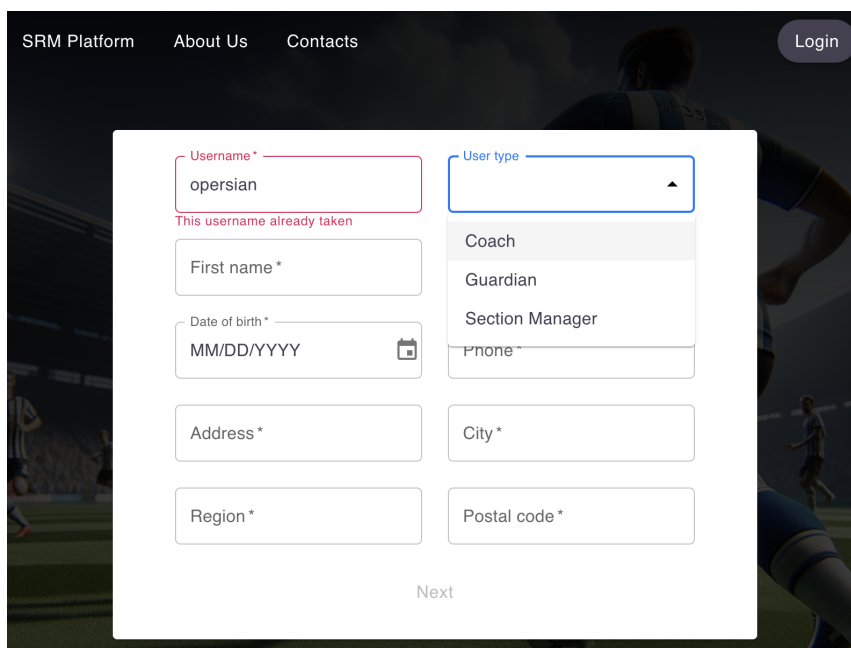 SRM Platform About Us Contacts Login
Username * User type
opersian
This username already taken
Coach
First name *
Guardian
Section Manager
Date of birth *
MM/DD/YYYY Phone *
Address * City *
Region * Postal code *
Next